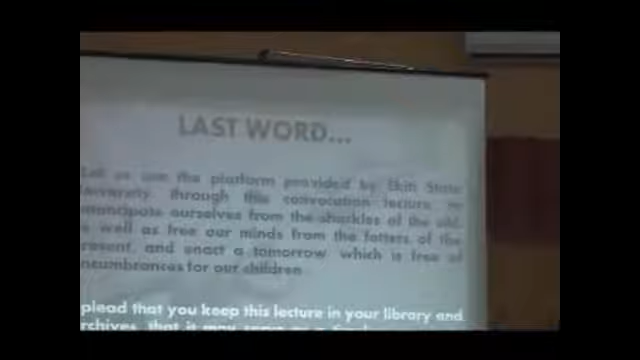 LAST WORD...
Let us use the platform provided by Ekiti State
University through this convocation lecture to
emancipate ourselves from the shackles of the old,
as well as free our minds from the fetters of the
present, and enact a tomorrow which is free of
encumbrances for our children
plead that you keep this lecture in your library and
archives, that it may serve as a